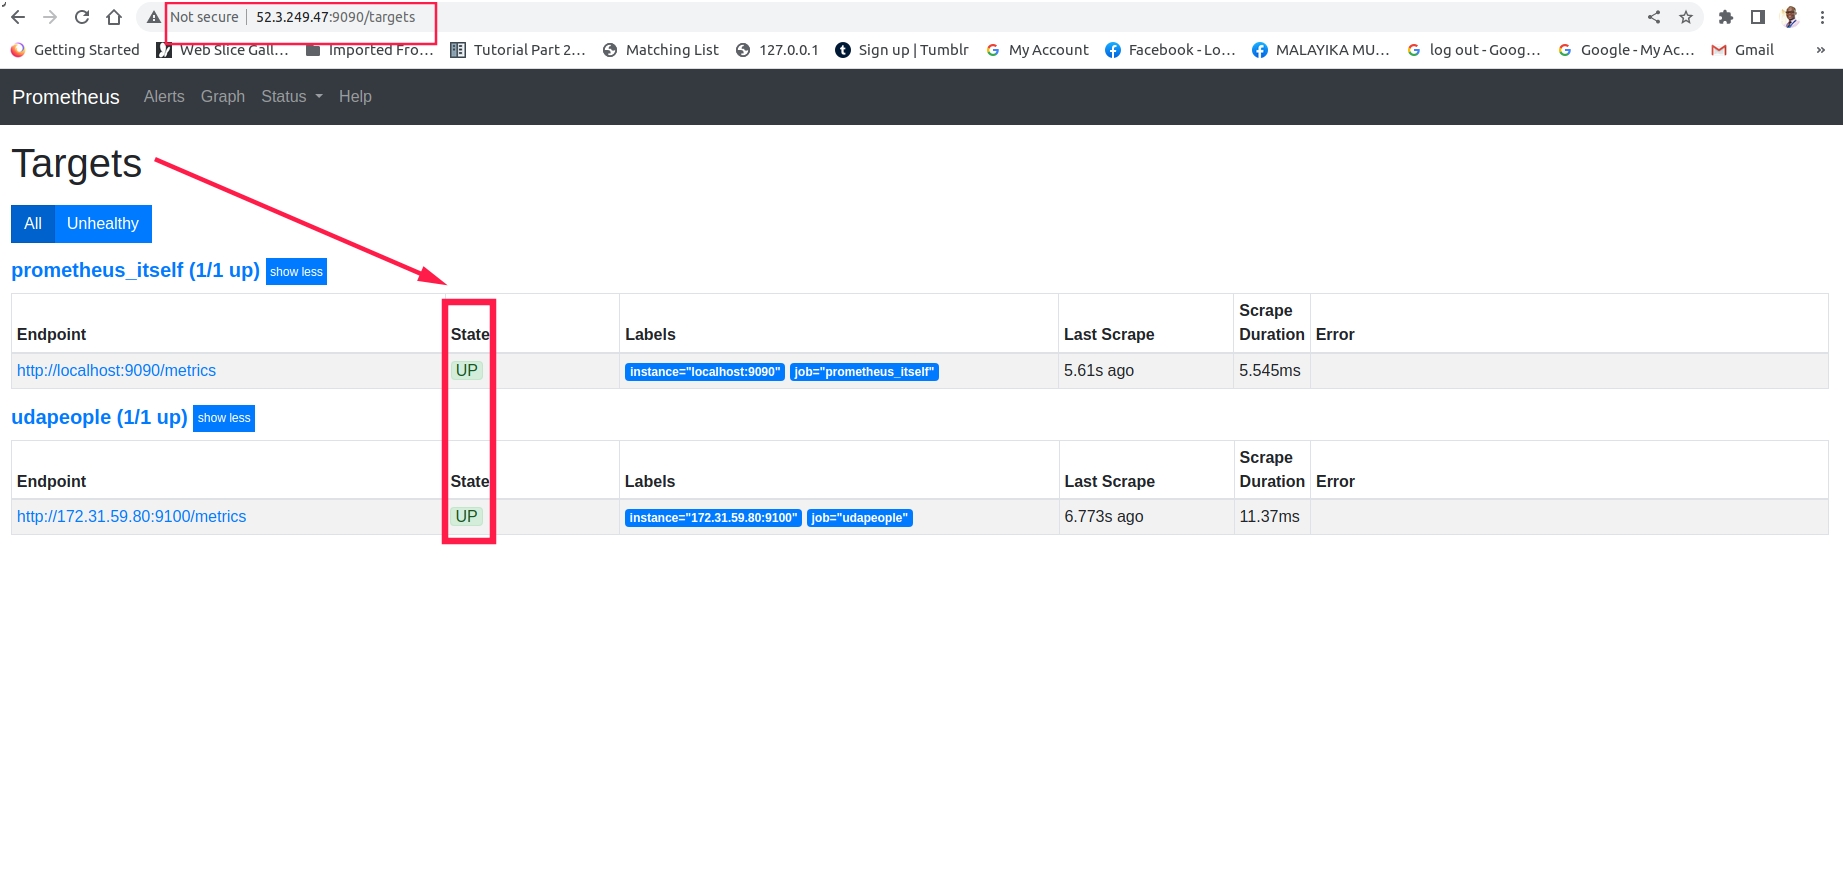 Not secure 52.3.249.47:9090/targets
Getting Started Web Slice Gall... Imported Fro... Tutorial Part 2... Matching List 127.0.0.1 Sign up | Tumblr My Account Facebook - Lo... MALAYIKA MU... log out - Goog... Google - My Ac... Gmail »
Prometheus Alerts Graph Status Help
Targets
All Unhealthy
prometheus_itself (1/1 up) show less
Endpoint State Labels Last Scrape Scrape Duration Error
http://localhost:9090/metrics UP instance="localhost:9090" job="prometheus_itself" 5.61s ago 5.545ms
udapeople (1/1 up) show less
Endpoint State Labels Last Scrape Scrape Duration Error
http://172.31.59.80:9100/metrics UP instance="172.31.59.80:9100" job="udapeople" 6.773s ago 11.37ms